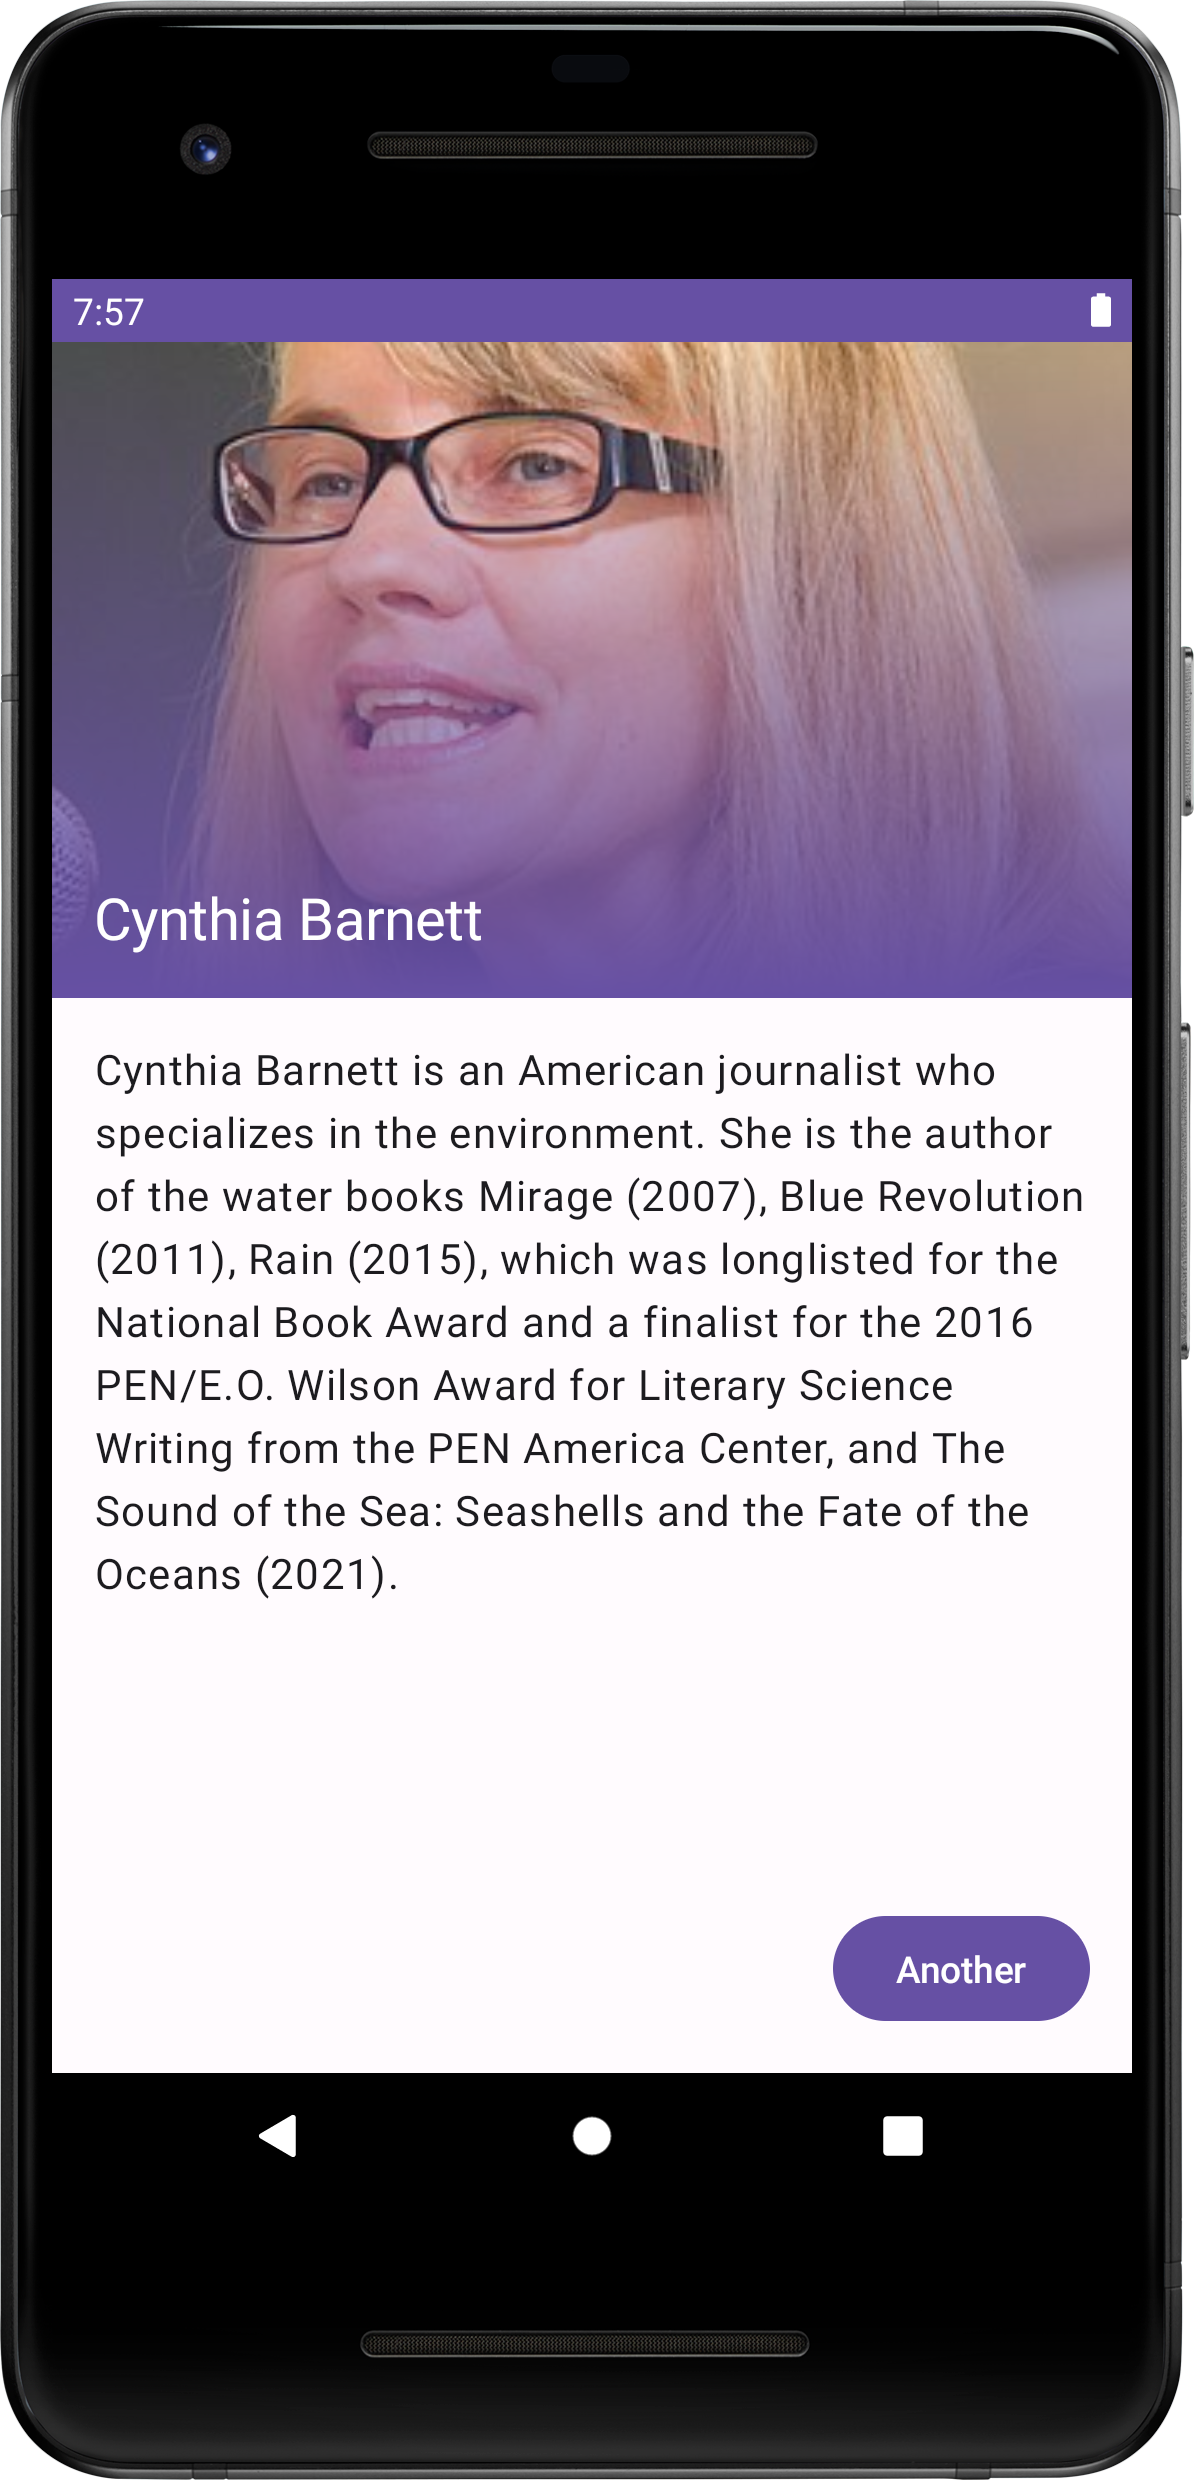 7:57
Cynthia Barnett
Cynthia Barnett is an American journalist who
specializes in the environment. She is the author
of the water books Mirage (2007), Blue Revolution
(2011), Rain (2015), which was longlisted for the
National Book Award and a finalist for the 2016
PEN/E.O. Wilson Award for Literary Science
Writing from the PEN America Center, and The
Sound of the Sea: Seashells and the Fate of the
Oceans (2021).
Another